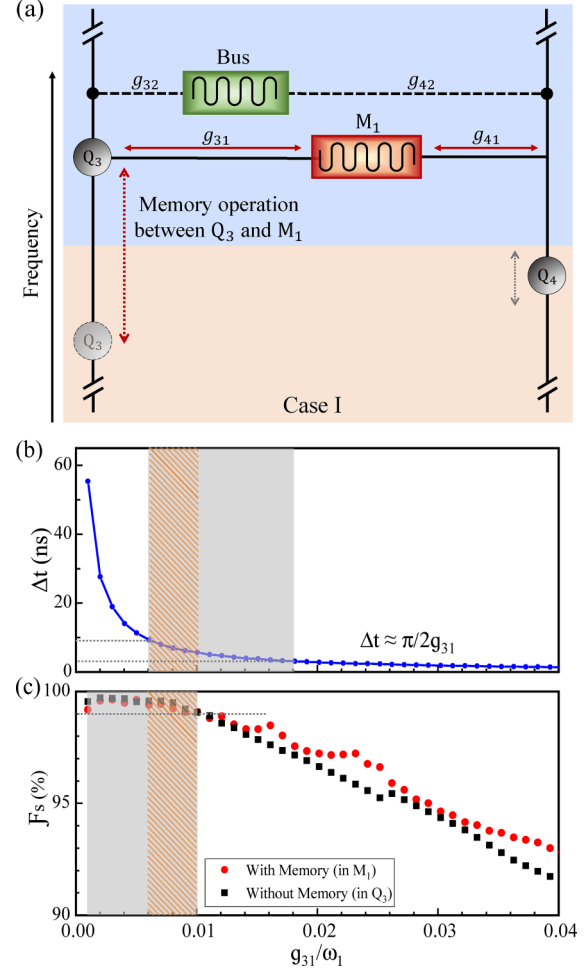 (a)
Bus
g₃₂
g₄₂
M₁
g₃₁
g₄₁
Q₃
Memory operation
between Q₃ and M₁
Q₄
Q₃
Frequency
Case I
(b)
60
40
20
0
Δt (ns)
Δt ≈ π/2g₃₁
(c)
100
95
90
Fs (%)
With Memory (in M₁)
Without Memory (in Q₃)
0.00
0.01
0.02
0.03
0.04
g₃₁/ω₁